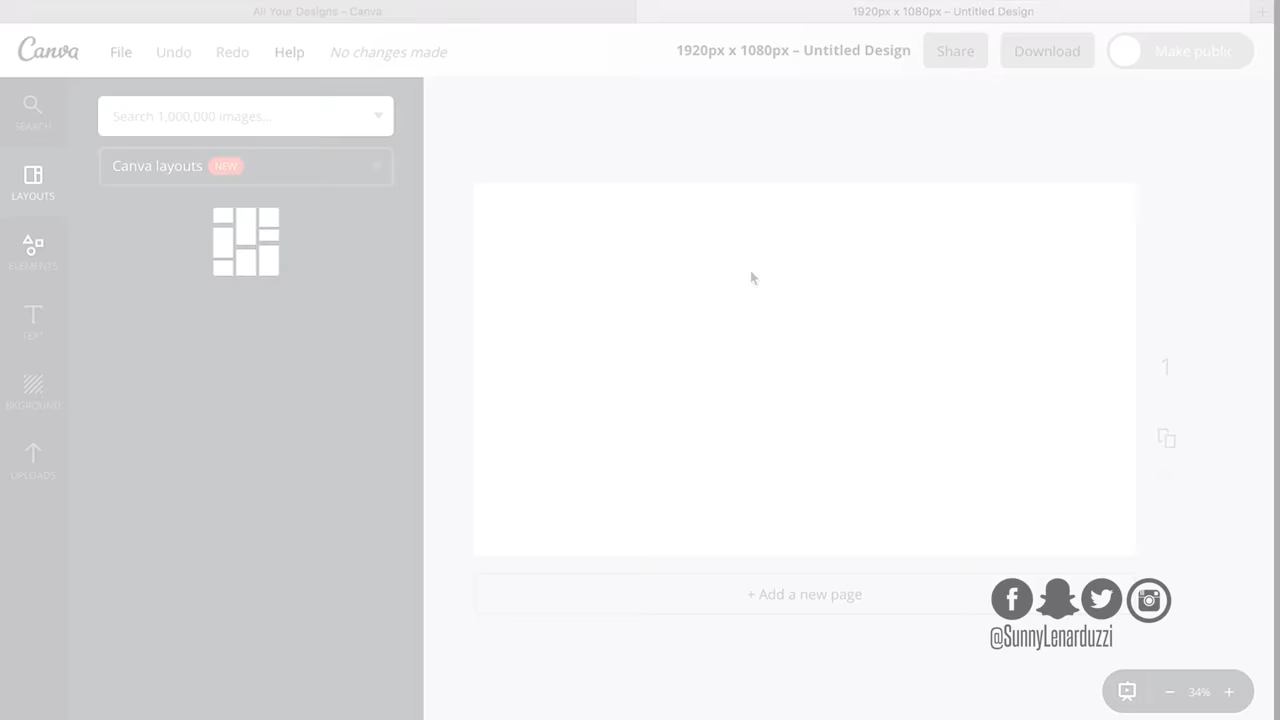 All Your Designs – Canva
1920px x 1080px – Untitled Design
Canva
File
Undo
Redo
Help
No changes made
1920px x 1080px – Untitled Design
Share
Download
Make public
SEARCH
Search 1,000,000 images...
Canva layouts NEW
LAYOUTS
ELEMENTS
TEXT
BKGROUND
UPLOADS
1
+ Add a new page
@SunnyLenarduzzi
34%